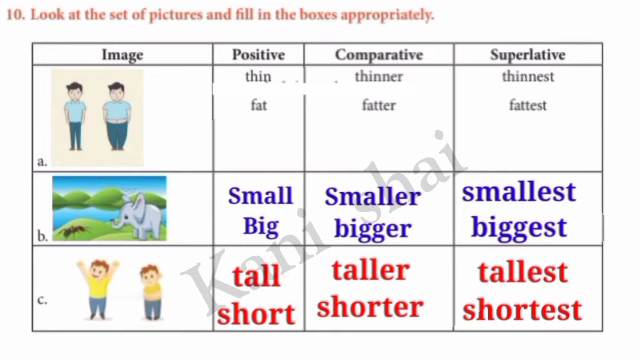 10. Look at the set of pictures and fill in the boxes appropriately.
Image Positive Comparative Superlative
thin thinner thinnest
fat fatter fattest
a.
Small Smaller smallest
Big bigger biggest
b.
tall taller tallest
c.
short shorter shortest
Kani shai